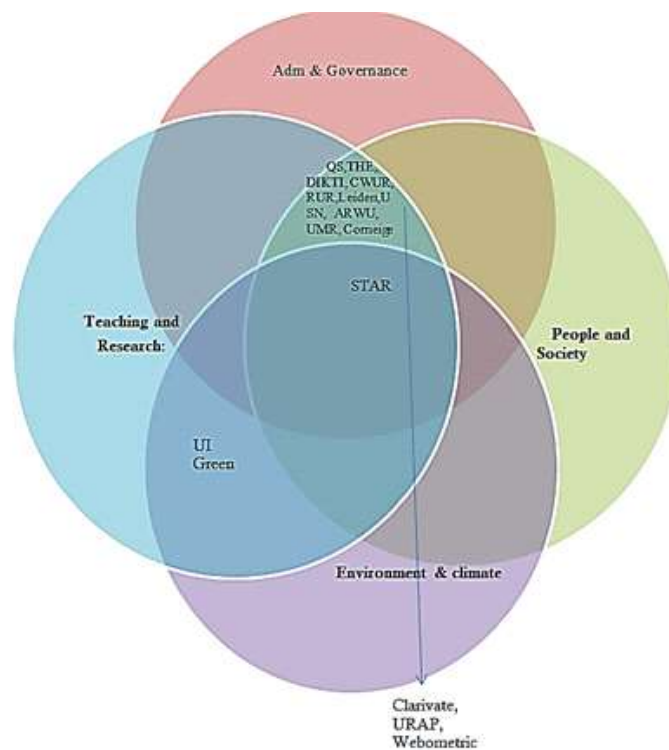 Adm & Governance
QS,THE,
DIKTI,CWUR,
RUR,Leiden,U
SN, ARWU,
UMR,Corneige
STAR
Teaching and
Research:
People and
Society
UI
Green
Environment & climate
Clarivate,
URAP,
Webometric